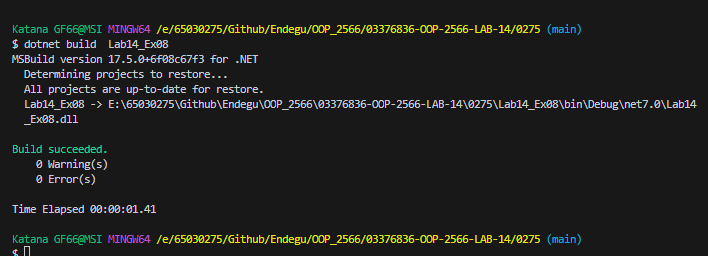 Katana GF66@MSI MINGW64 /e/65030275/Github/Endegu/OOP_2566/03376836-OOP-2566-LAB-14/0275 (main)
$ dotnet build  Lab14_Ex08
MSBuild version 17.5.0+6f08c67f3 for .NET
  Determining projects to restore...
  All projects are up-to-date for restore.
  Lab14_Ex08 -> E:\65030275\Github\Endegu\OOP_2566\03376836-OOP-2566-LAB-14\0275\Lab14_Ex08\bin\Debug\net7.0\Lab14
  _Ex08.dll
Build succeeded.
    0 Warning(s)
    0 Error(s)
Time Elapsed 00:00:01.41
Katana GF66@MSI MINGW64 /e/65030275/Github/Endegu/OOP_2566/03376836-OOP-2566-LAB-14/0275 (main)
$